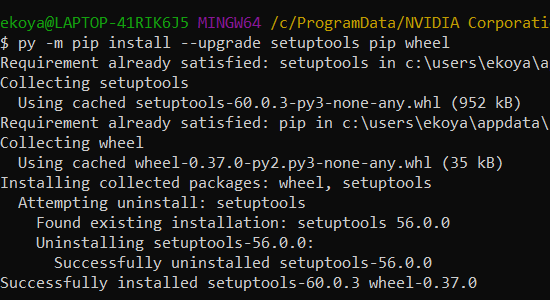 ekoya@LAPTOP-41RIK6J5 MINGW64 /c/ProgramData/NVIDIA Corporati
$ py -m pip install --upgrade setuptools pip wheel
Requirement already satisfied: setuptools in c:\users\ekoya\a
Collecting setuptools
  Using cached setuptools-60.0.3-py3-none-any.whl (952 kB)
Requirement already satisfied: pip in c:\users\ekoya\appdata\
Collecting wheel
  Using cached wheel-0.37.0-py2.py3-none-any.whl (35 kB)
Installing collected packages: wheel, setuptools
  Attempting uninstall: setuptools
    Found existing installation: setuptools 56.0.0
    Uninstalling setuptools-56.0.0:
      Successfully uninstalled setuptools-56.0.0
Successfully installed setuptools-60.0.3 wheel-0.37.0